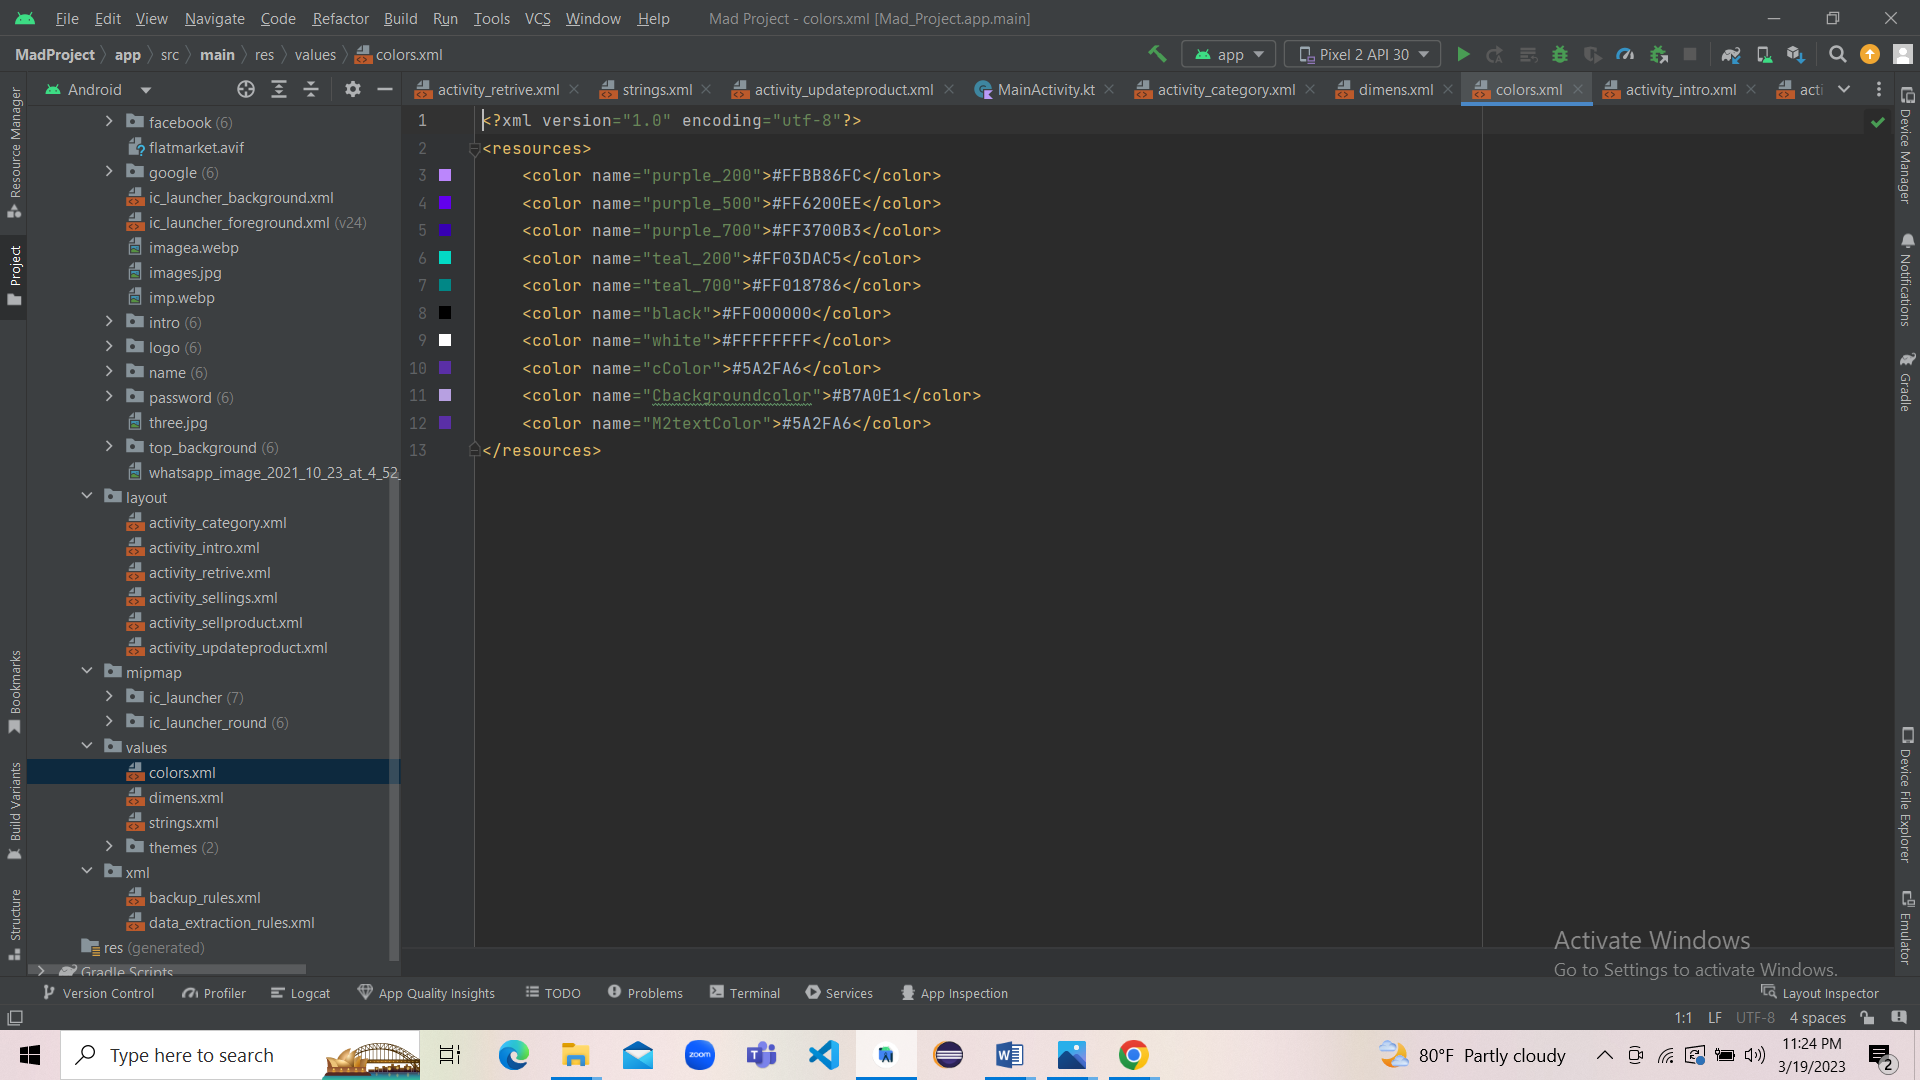 File Edit View Navigate Code Refactor Build Run Tools VCS Window Help Mad Project - colors.xml [Mad_Project.app.main]
MadProject app src main res values colors.xml app Pixel 2 API 30
Android activity_retrive.xml strings.xml activity_updateproduct.xml MainActivity.kt activity_category.xml dimens.xml colors.xml activity_intro.xml acti
Resource Manager
Project
Bookmarks
Build Variants
Structure
facebook (6)
flatmarket.avif
google (6)
ic_launcher_background.xml
ic_launcher_foreground.xml (v24)
imagea.webp
images.jpg
imp.webp
intro (6)
logo (6)
name (6)
password (6)
three.jpg
top_background (6)
whatsapp_image_2021_10_23_at_4_52_
layout
activity_category.xml
activity_intro.xml
activity_retrive.xml
activity_sellings.xml
activity_sellproduct.xml
activity_updateproduct.xml
mipmap
ic_launcher (7)
ic_launcher_round (6)
values
colors.xml
dimens.xml
strings.xml
themes (2)
xml
backup_rules.xml
data_extraction_rules.xml
res (generated)
Gradle Scripts
1 <?xml version="1.0" encoding="utf-8"?>
2 <resources>
3 <color name="purple_200">#FFBB86FC</color>
4 <color name="purple_500">#FF6200EE</color>
5 <color name="purple_700">#FF3700B3</color>
6 <color name="teal_200">#FF03DAC5</color>
7 <color name="teal_700">#FF018786</color>
8 <color name="black">#FF000000</color>
9 <color name="white">#FFFFFFFF</color>
10 <color name="cColor">#5A2FA6</color>
11 <color name="Cbackgroundcolor">#B7A0E1</color>
12 <color name="M2textColor">#5A2FA6</color>
13 </resources>
Device Manager
Notifications
Gradle
Device File Explorer
Emulator
Activate Windows
Go to Settings to activate Windows.
Version Control Profiler Logcat App Quality Insights TODO Problems Terminal Services App Inspection Layout Inspector
1:1 LF UTF-8 4 spaces
Type here to search zoom 80°F Partly cloudy 11:24 PM
3/19/2023 2